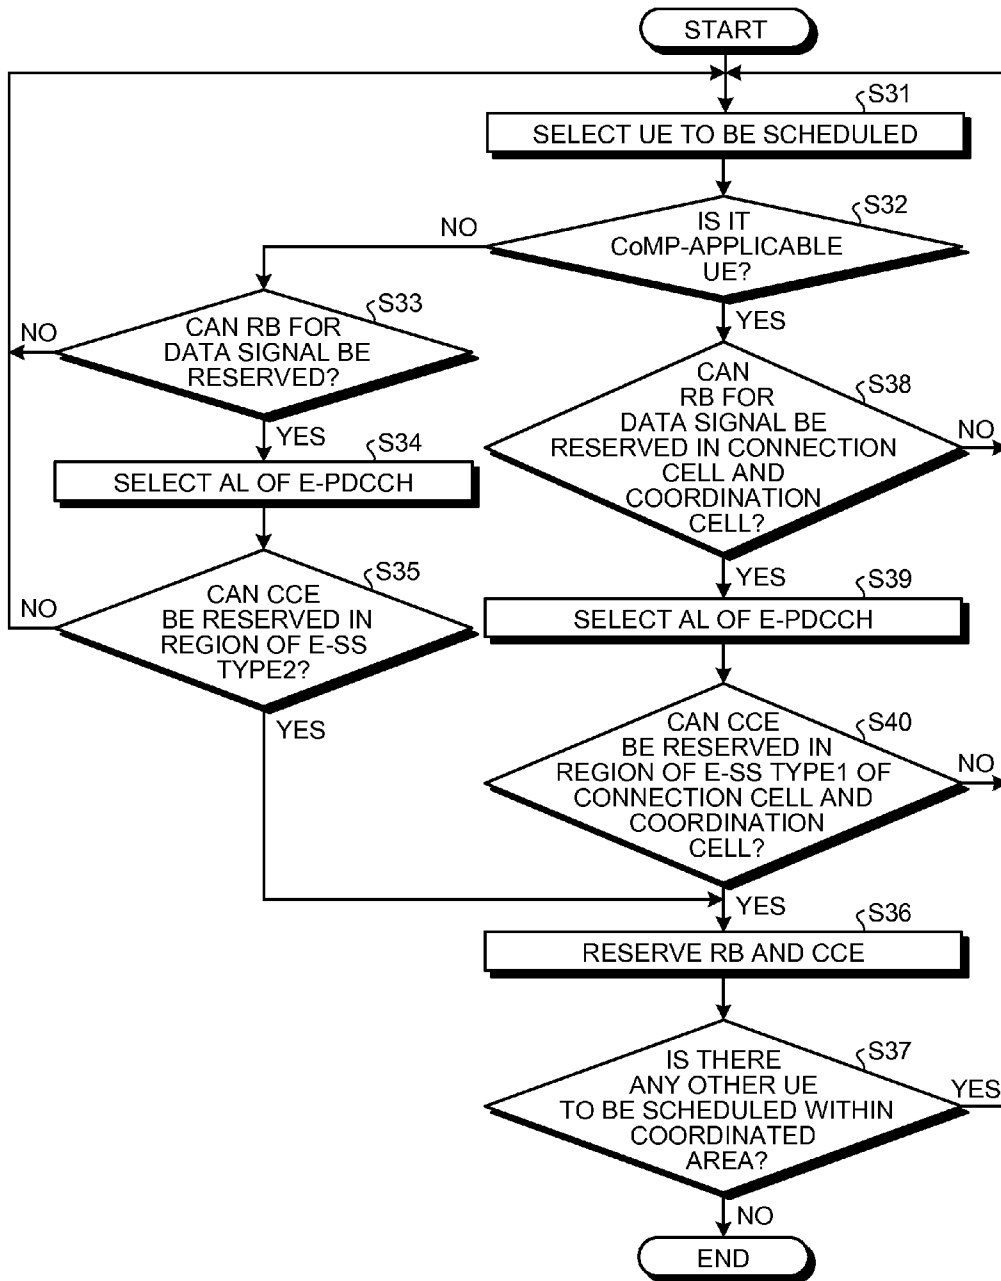 START
S31
SELECT UE TO BE SCHEDULED
S32
IS IT
CoMP-APPLICABLE
UE?
NO
YES
S33
CAN RB FOR
DATA SIGNAL BE
RESERVED?
NO
YES
S34
SELECT AL OF E-PDCCH
S35
CAN CCE
BE RESERVED IN
REGION OF E-SS
TYPE2?
NO
YES
S38
CAN
RB FOR
DATA SIGNAL BE
RESERVED IN CONNECTION
CELL AND
COORDINATION
CELL?
NO
YES
S39
SELECT AL OF E-PDCCH
S40
CAN CCE
BE RESERVED IN
REGION OF E-SS TYPE1 OF
CONNECTION CELL AND
COORDINATION
CELL?
NO
YES
S36
RESERVE RB AND CCE
S37
IS THERE
ANY OTHER UE
TO BE SCHEDULED WITHIN
COORDINATED
AREA?
YES
NO
END